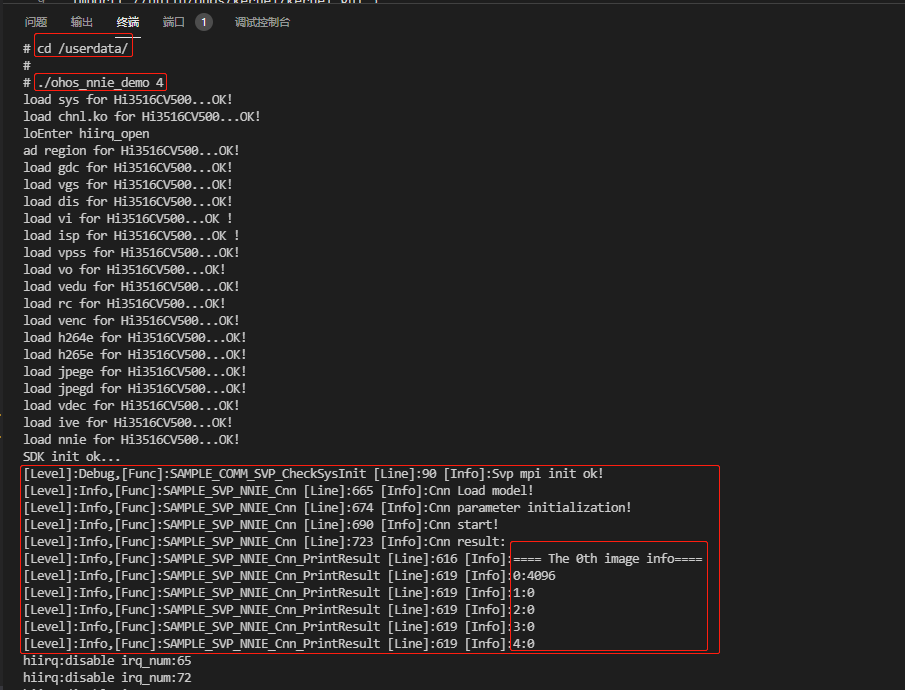 问题 输出 终端 端口 1 调试控制台
# cd /userdata/
#
# ./ohos_nnie_demo 4
load sys for Hi3516CV500...OK!
load chnl.ko for Hi3516CV500...OK!
loEnter hiirq_open
ad region for Hi3516CV500...OK!
load gdc for Hi3516CV500...OK!
load vgs for Hi3516CV500...OK!
load dis for Hi3516CV500...OK!
load vi for Hi3516CV500...OK !
load isp for Hi3516CV500...OK !
load vpss for Hi3516CV500...OK!
load vo for Hi3516CV500...OK!
load vedu for Hi3516CV500...OK!
load rc for Hi3516CV500...OK!
load venc for Hi3516CV500...OK!
load h264e for Hi3516CV500...OK!
load h265e for Hi3516CV500...OK!
load jpege for Hi3516CV500...OK!
load jpegd for Hi3516CV500...OK!
load vdec for Hi3516CV500...OK!
load ive for Hi3516CV500...OK!
load nnie for Hi3516CV500...OK!
SDK init ok...
[Level]:Debug,[Func]:SAMPLE_COMM_SVP_CheckSysInit [Line]:90 [Info]:Svp mpi init ok!
[Level]:Info,[Func]:SAMPLE_SVP_NNIE_Cnn [Line]:665 [Info]:Cnn Load model!
[Level]:Info,[Func]:SAMPLE_SVP_NNIE_Cnn [Line]:674 [Info]:Cnn parameter initialization!
[Level]:Info,[Func]:SAMPLE_SVP_NNIE_Cnn [Line]:690 [Info]:Cnn start!
[Level]:Info,[Func]:SAMPLE_SVP_NNIE_Cnn [Line]:723 [Info]:Cnn result:
[Level]:Info,[Func]:SAMPLE_SVP_NNIE_Cnn_PrintResult [Line]:616 [Info]:==== The 0th image info====
[Level]:Info,[Func]:SAMPLE_SVP_NNIE_Cnn_PrintResult [Line]:619 [Info]:0:4096
[Level]:Info,[Func]:SAMPLE_SVP_NNIE_Cnn_PrintResult [Line]:619 [Info]:1:0
[Level]:Info,[Func]:SAMPLE_SVP_NNIE_Cnn_PrintResult [Line]:619 [Info]:2:0
[Level]:Info,[Func]:SAMPLE_SVP_NNIE_Cnn_PrintResult [Line]:619 [Info]:3:0
[Level]:Info,[Func]:SAMPLE_SVP_NNIE_Cnn_PrintResult [Line]:619 [Info]:4:0
hiirq:disable irq_num:65
hiirq:disable irq_num:72